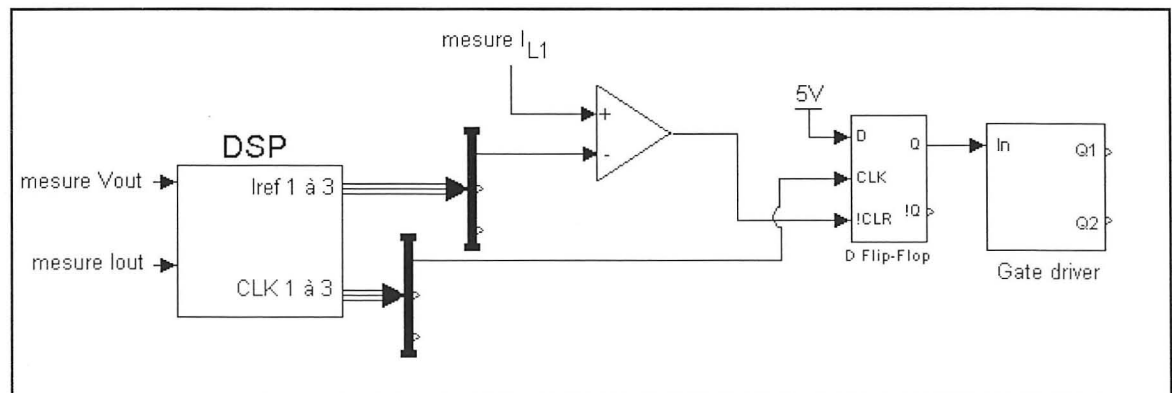 mesure I_L1
5V
DSP
D
Q
In
Q1
+
-
mesure Vout
Iref 1 à 3
CLK
!CLR
!Q
Q2
D Flip-Flop
Gate driver
mesure Iout
CLK 1 à 3